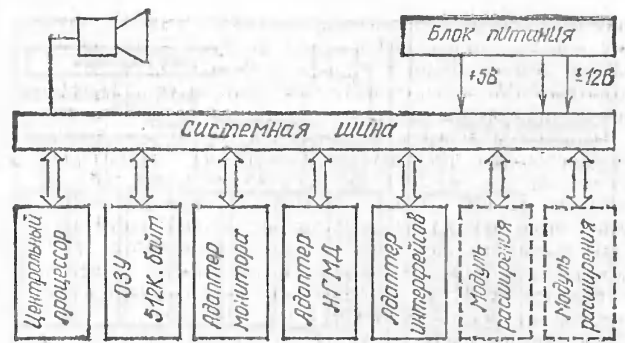 Блок питания
+5В
±12В
системная шина
Центральный
процессор
ОЗУ
512К. байт
Адаптер
монитора
Адаптер
НГМД
Адаптер
интерфейсов
Модуль
расширения
Модуль
расширения